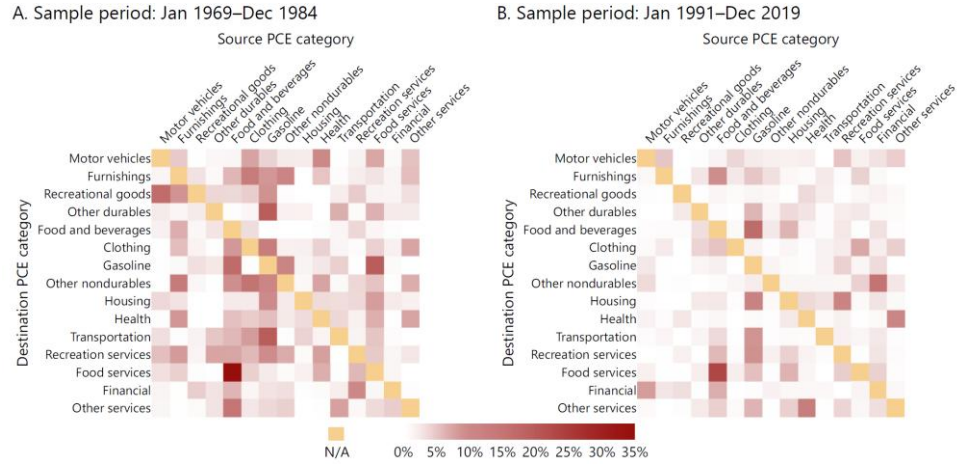 A. Sample period: Jan 1969–Dec 1984
Source PCE category
Motor vehicles
Furnishings
Recreational goods
Other durables
Food and beverages
Clothing
Gasoline
Other nondurables
Housing
Health
Transportation
Recreation services
Food services
Financial
Other services
Destination PCE category
Motor vehicles
Furnishings
Recreational goods
Other durables
Food and beverages
Clothing
Gasoline
Other nondurables
Housing
Health
Transportation
Recreation services
Food services
Financial
Other services
B. Sample period: Jan 1991–Dec 2019
Source PCE category
Motor vehicles
Furnishings
Recreational goods
Other durables
Food and beverages
Clothing
Gasoline
Other nondurables
Housing
Health
Transportation
Recreation services
Food services
Financial
Other services
Destination PCE category
Motor vehicles
Furnishings
Recreational goods
Other durables
Food and beverages
Clothing
Gasoline
Other nondurables
Housing
Health
Transportation
Recreation services
Food services
Financial
Other services
N/A
0% 5% 10% 15% 20% 25% 30% 35%